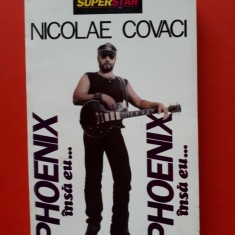 SUPERSTAR
NICOLAE COVACI
PHOENIX
însă eu...
PHOENIX
însă eu...